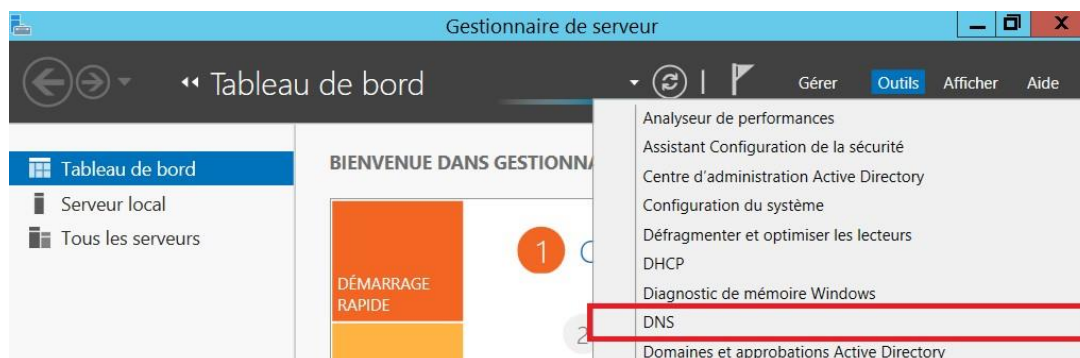 Gestionnaire de serveur
Tableau de bord
Gérer Outils Afficher Aide
Tableau de bord
Serveur local
Tous les serveurs
BIENVENUE DANS
DÉMARRAGE
RAPIDE
1
2
Analyseur de performances
Assistant Configuration de la sécurité
Centre d'administration Active Directory
Configuration du système
Défragmenter et optimiser les lecteurs
DHCP
Diagnostic de mémoire Windows
DNS
Domaines et approbations Active Directory